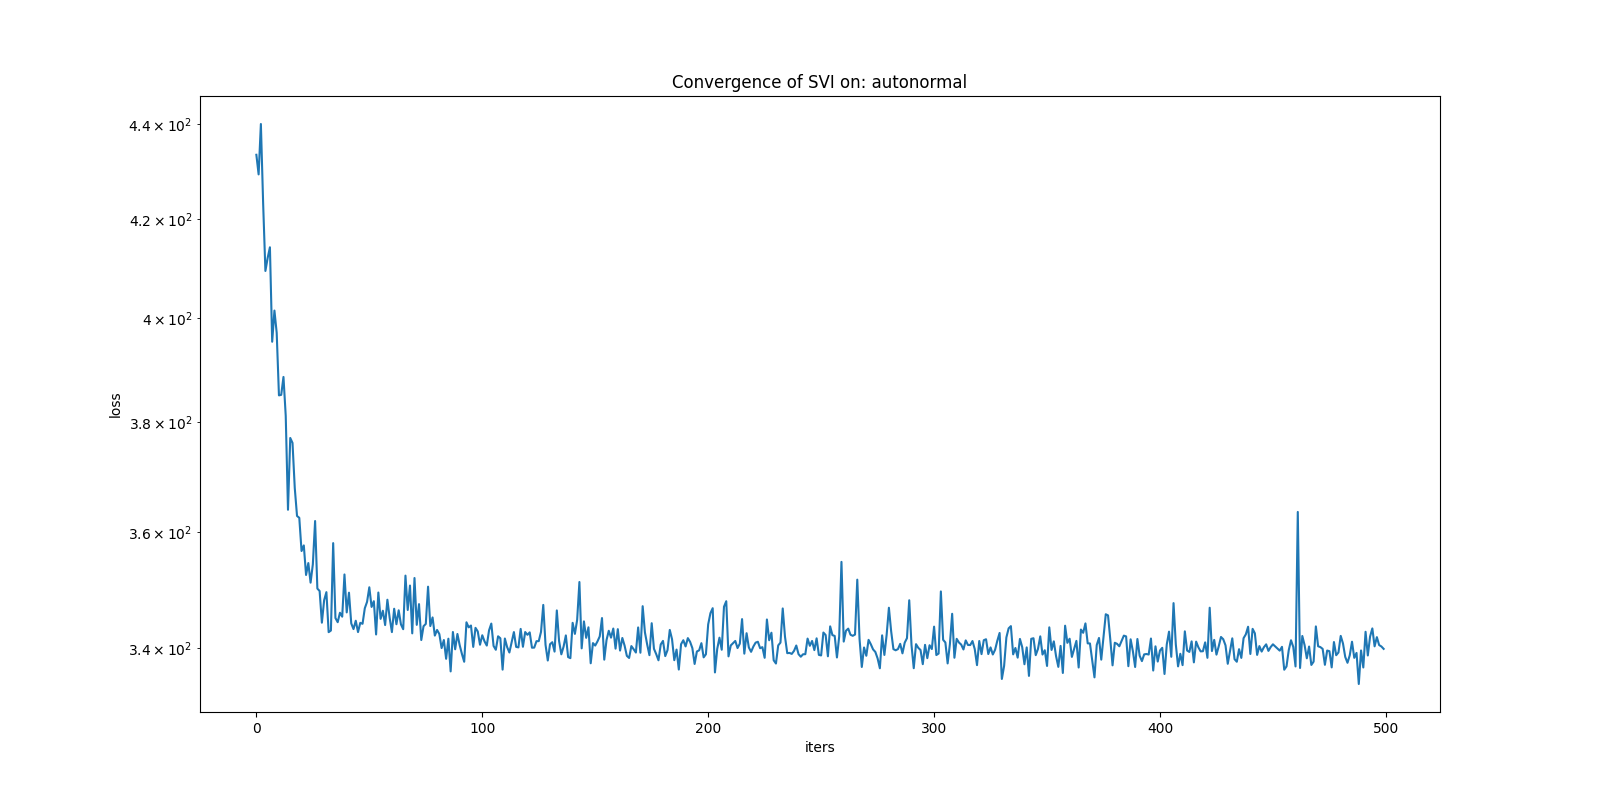 Convergence of SVI on: autonormal
4.4 × 10²
4.2 × 10²
4 × 10²
3.8 × 10²
3.6 × 10²
3.4 × 10²
loss
0 100 200 300 400 500
iters